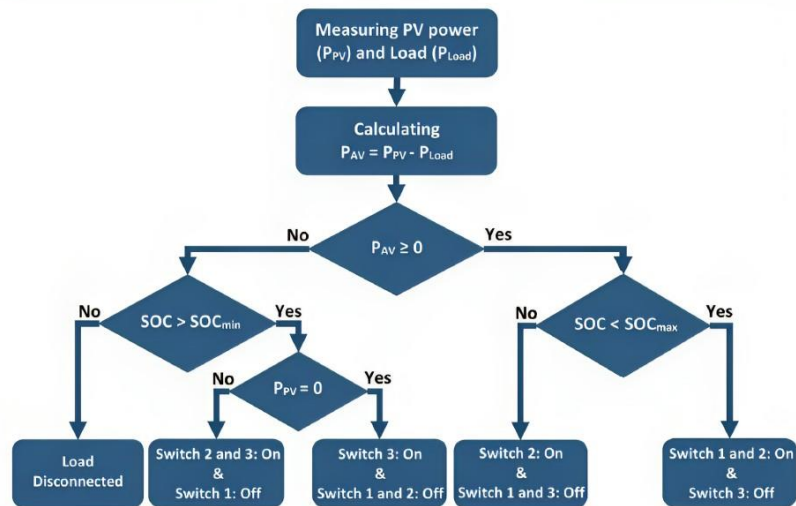 Measuring PV power
(PPV) and Load (PLoad)
Calculating
PAV = PPV - PLoad
PAV ≥ 0
No
Yes
SOC > SOCmin
No
Yes
SOC < SOCmax
No
Yes
PPV = 0
No
Yes
Load
Disconnected
Switch 2 and 3: On
&
Switch 1: Off
Switch 3: On
&
Switch 1 and 2: Off
Switch 2: On
&
Switch 1 and 3: Off
Switch 1 and 2: On
&
Switch 3: Off